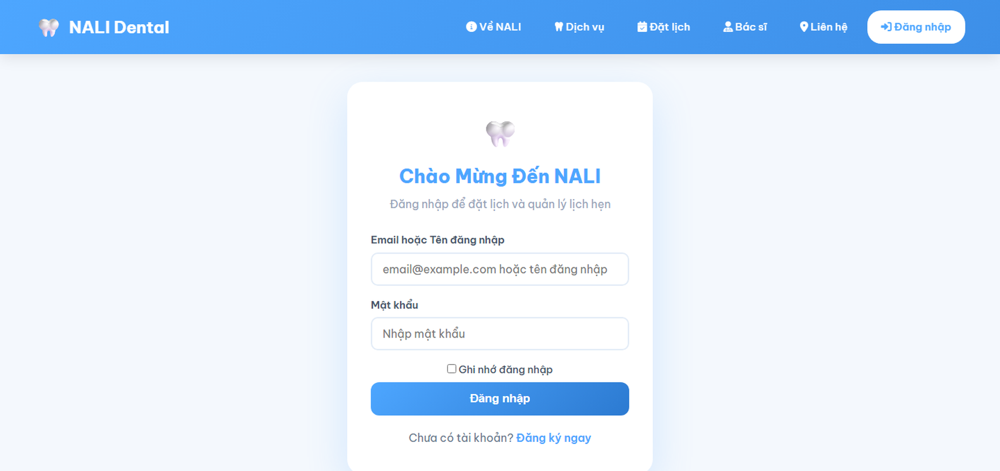 NALI Dental
Về NALI
Dịch vụ
Đặt lịch
Bác sĩ
Liên hệ
Đăng nhập
Chào Mừng Đến NALI
Đăng nhập để đặt lịch và quản lý lịch hẹn
Email hoặc Tên đăng nhập
email@example.com hoặc tên đăng nhập
Mật khẩu
Nhập mật khẩu
Ghi nhớ đăng nhập
Đăng nhập
Chưa có tài khoản? Đăng ký ngay